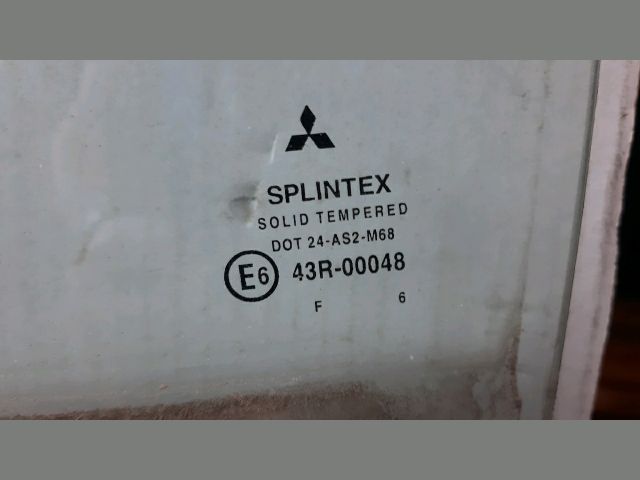 SPLINTEX
SOLID TEMPERED
DOT 24-AS2-M68
E6 43R-00048
F 6